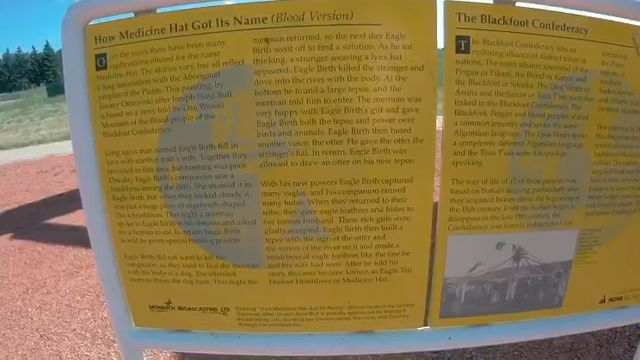 How Medicine Hat Got Its Name (Blood Version)
Over the years there have been many
explanations offered for the name
Medicine Hat. The stories vary, but all reflect
a long association with the Aboriginal
peoples of the Plains. This painting, by
Jimmy Ostrowski after Joseph Hind Bull,
is based on a story told by Dan Weasel
Moccasin of the Blood people of the
Blackfoot Confederacy.
Long ago a man named Eagle Birth fell in
love with another man's wife. Together they
traveled to this area, but hunting was poor.
One day, Eagle Birth's companion saw a
headdress among the cliffs. She showed it to
Eagle Birth, but when they looked closely it
was just a huge piece of sagebrush, shaped
like a headdress. That night a merman
spoke to Eagle Birth in his dreams and asked
for a human to eat. In return Eagle Birth
would be given special hunting powers.
Eagle Birth did not want to kill his
companion, so they tried to fool the merman
with the body of a dog. The offended
merman threw the dog back. That night the
merman returned, so the next day Eagle
Birth went off to find a solution. As he sat
thinking, a stranger wearing a lynx hat
appeared. Eagle Birth killed the stranger and
dove into the river with the body. At the
bottom he found a large tepee, and the
merman told him to enter. The merman was
very happy with Eagle Birth's gift and gave
Eagle Birth both the tepee and power over
birds and animals. Eagle Birth then heard
another voice: the otter. He gave the otter the
stranger's hat. In return, Eagle Birth was
allowed to draw an otter on his new tepee.
With his new powers Eagle Birth captured
many eagles, and his companion tanned
many hides. When they returned to their
tribe, they gave eagle feathers and hides to
her former husband. These rich gifts were
gladly accepted. Eagle Birth then built a
tepee with the sign of the otter and
the waves of the river on it and made a
headdress of eagle feathers like the one he
and his wife had seen. After he told his
story, this area became known as Eagle Tail
Feather Headdress or Medicine Hat.
MONARCH BROADCASTING LTD
The Blackfoot Confederacy
The Blackfoot Confederacy was an
enduring alliance of distinct tribes or
nations. The main alliance consisted of the
Peigan or Pikani, the Blood or Kainai and
the Blackfoot or Siksika. The Gros Ventre or
Atsina and the Sarcee or Tsuu T'ina were also
linked to the Blackfoot Confederacy. The
Blackfoot, Peigan and Blood peoples shared
a common ancestry and spoke the same
Algonkian language. The Gros Ventre spoke
a completely different Algonkian language,
and the Tsuu T'ina were Athapaskan
speaking.
The way of life of all of these peoples was
based on buffalo hunting, particularly after
they acquired horses about the beginning of
the 18th century. Until the buffalo began to
disappear in the late 19th century, the
Confederacy was fiercely independent and
NOVA